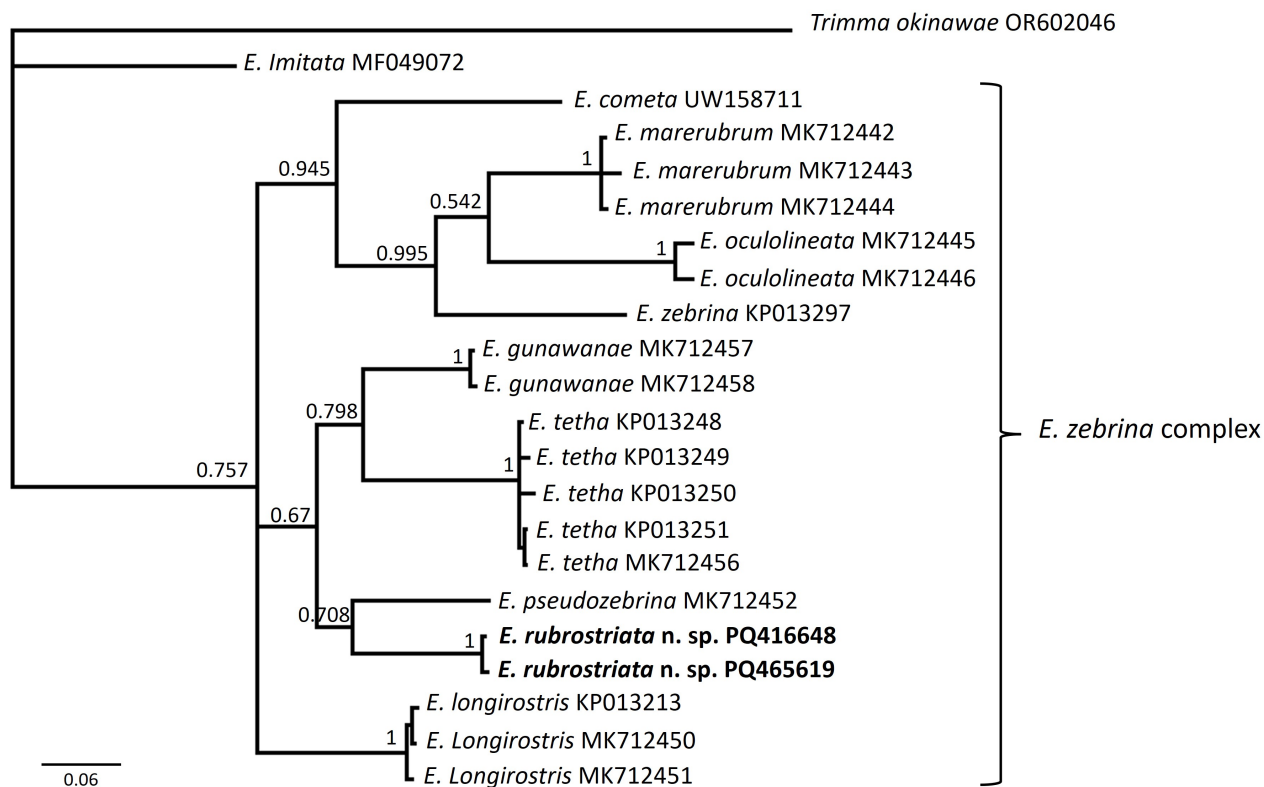 Trimma okinawae OR602046
E. Imitata MF049072
E. cometa UW158711
E. marerubrum MK712442
1
E. marerubrum MK712443
0.945
E. marerubrum MK712444
0.542
E. oculolineata MK712445
1
0.995
E. oculolineata MK712446
E. zebrina KP013297
E. gunawanae MK712457
1
E. gunawanae MK712458
0.798
E. tetha KP013248
E. zebrina complex
E. tetha KP013249
1
0.757
E. tetha KP013250
0.67
E. tetha KP013251
E. tetha MK712456
E. pseudozebrina MK712452
0.708
E. rubrostriata n. sp. PQ416648
1
E. rubrostriata n. sp. PQ465619
E. longirostris KP013213
1
E. Longirostris MK712450
E. Longirostris MK712451
0.06